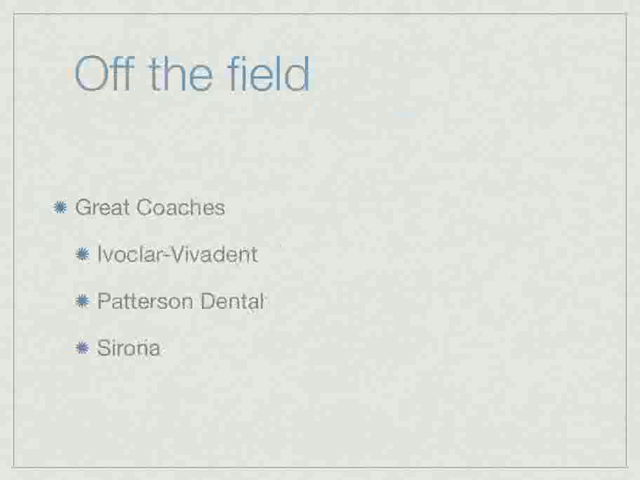 Off the field
Great Coaches
Ivoclar-Vivadent
Patterson Dental
Sirona